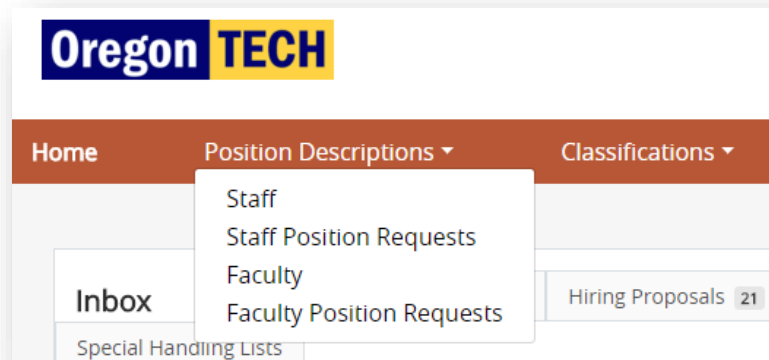 Oregon TECH
Home Position Descriptions Classifications
Staff
Staff Position Requests
Faculty
Faculty Position Requests
Inbox
Hiring Proposals 21
Special Handling Lists